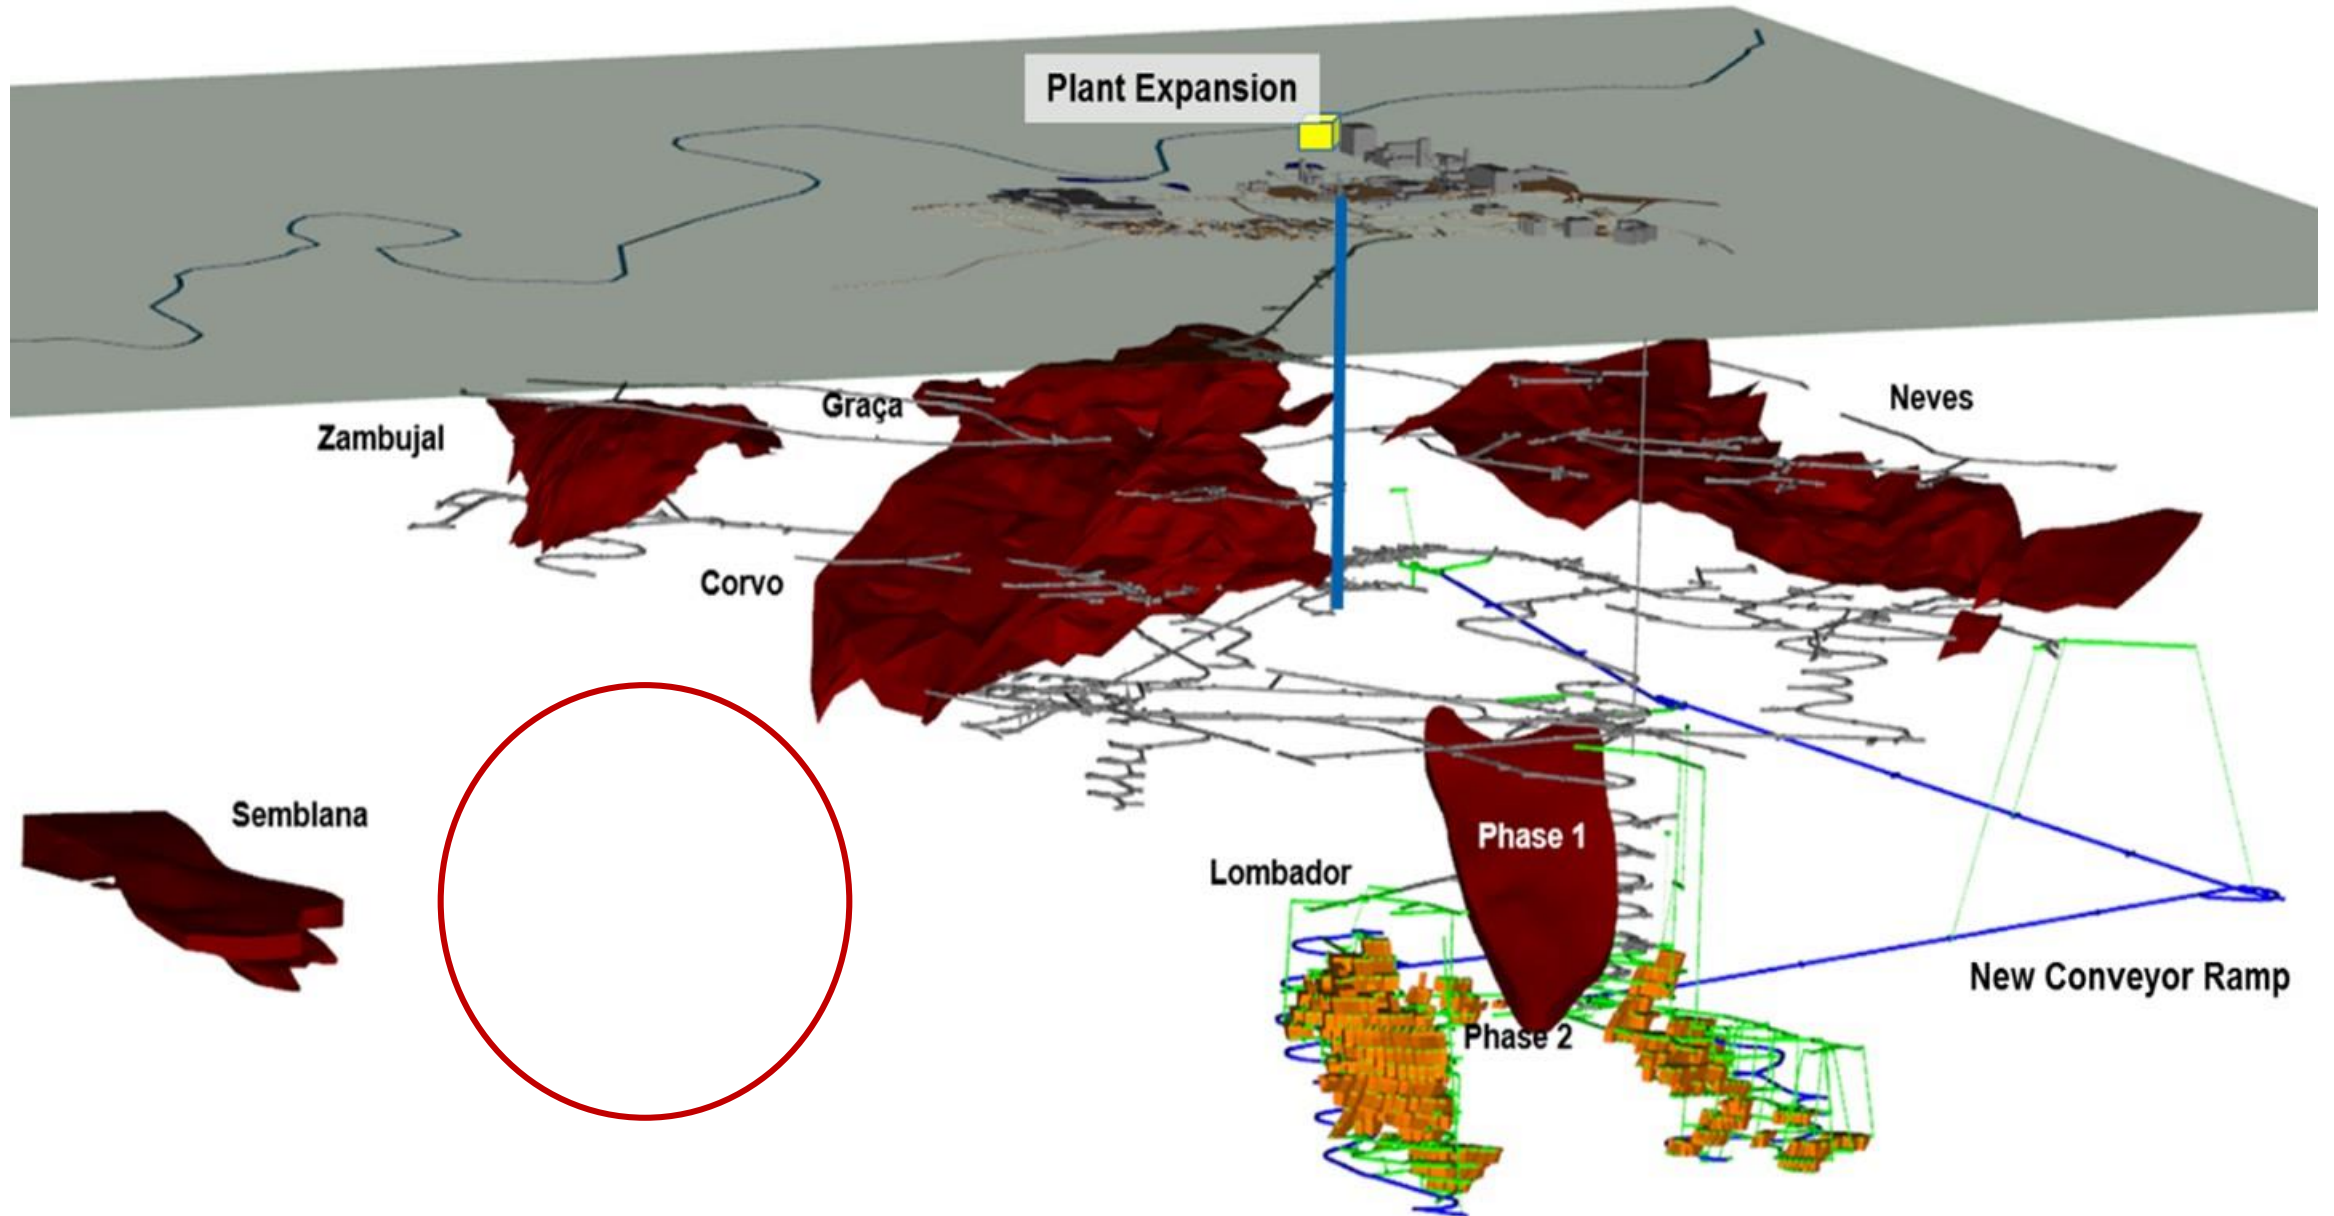 Plant Expansion
Neves
Graça
Zambujal
Corvo
Semblana
Phase 1
Lombador
New Conveyor Ramp
Phase 2